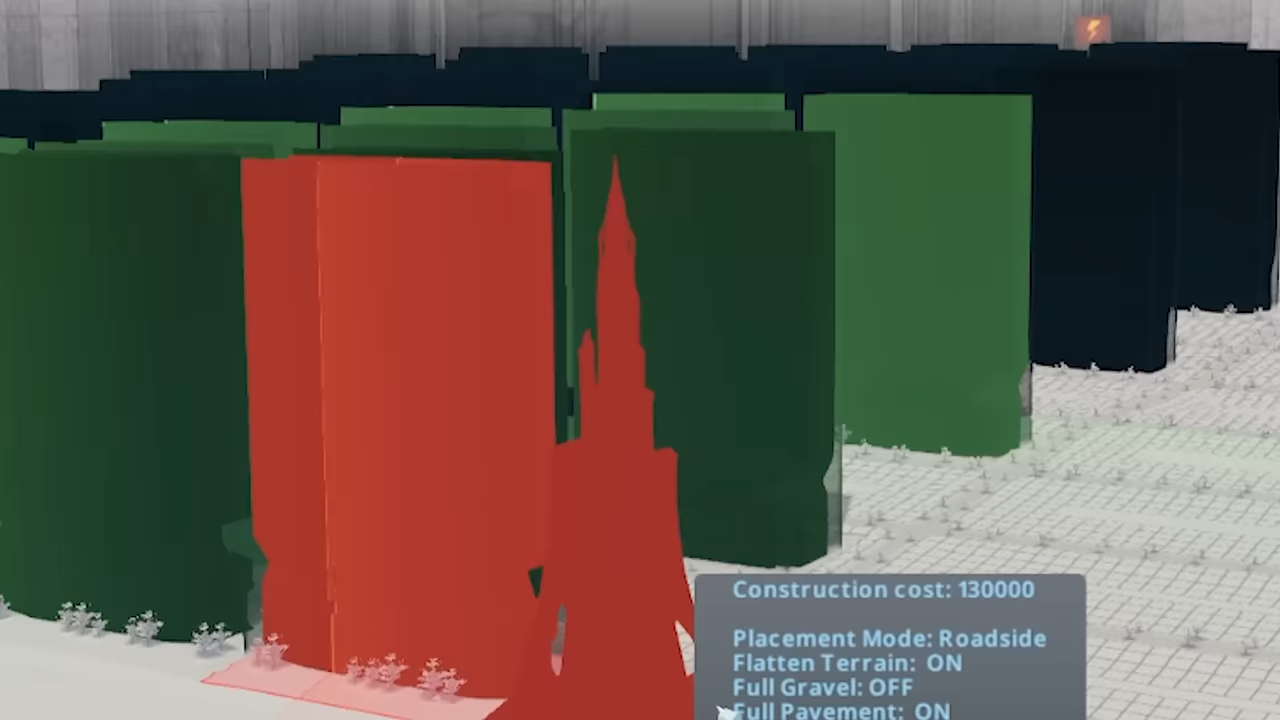 Construction cost: 130000
Placement Mode: Roadside
Flatten Terrain: ON
Full Gravel: OFF
Full Pavement: ON